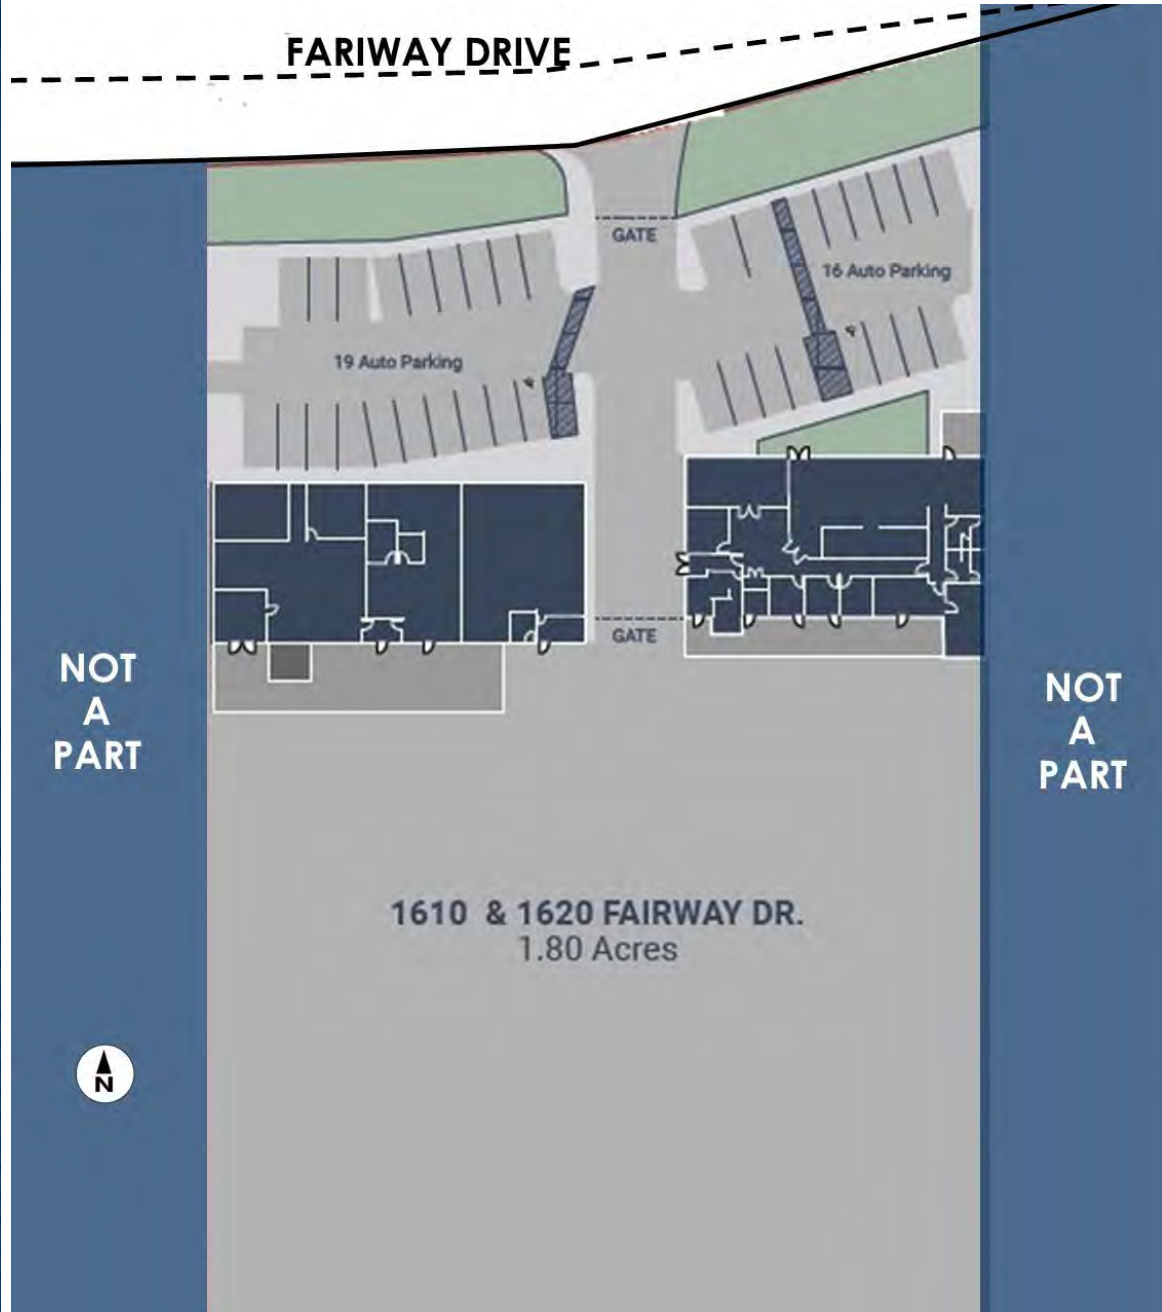 FARIWAY DRIVE
GATE
16 Auto Parking
19 Auto Parking
GATE
NOT
A
PART
NOT
A
PART
1610 & 1620 FAIRWAY DR.
1.80 Acres
N